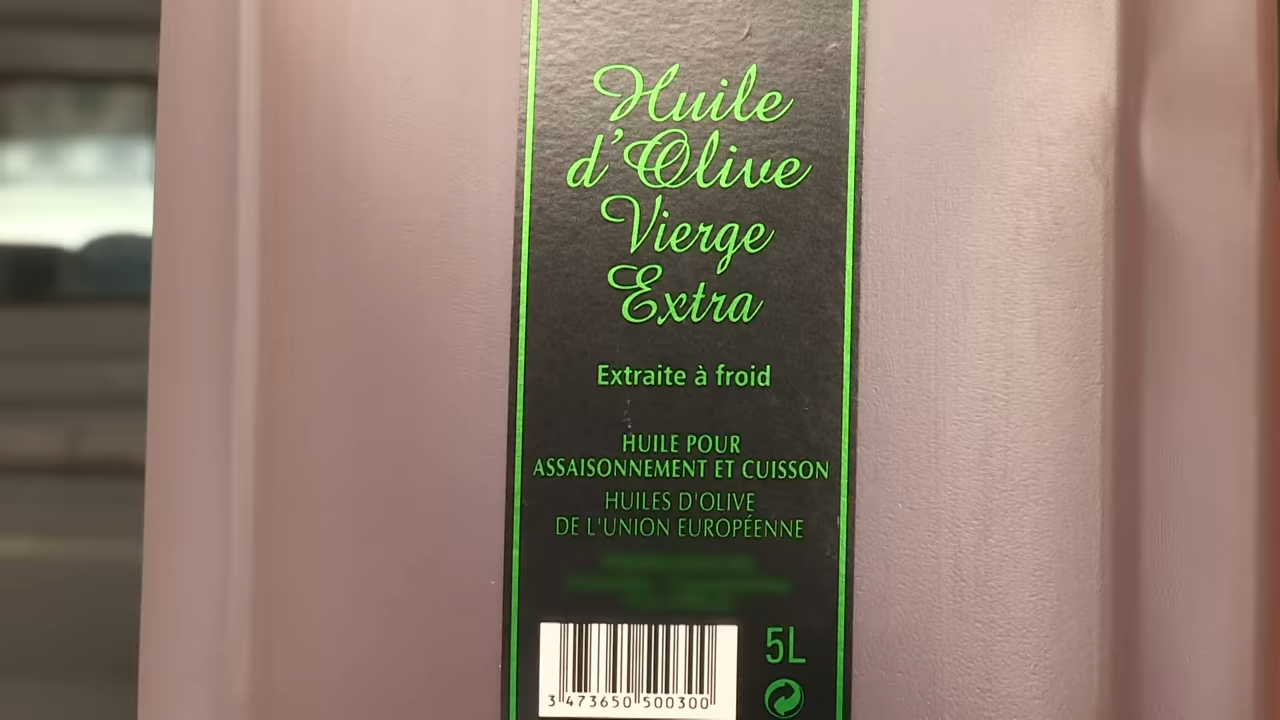 Huile
d'Olive
Vierge
Extra
Extraite à froid
HUILE POUR
ASSAISONNEMENT ET CUISSON
HUILES D'OLIVE
DE L'UNION EUROPÉENNE
5L
3 473650 500300